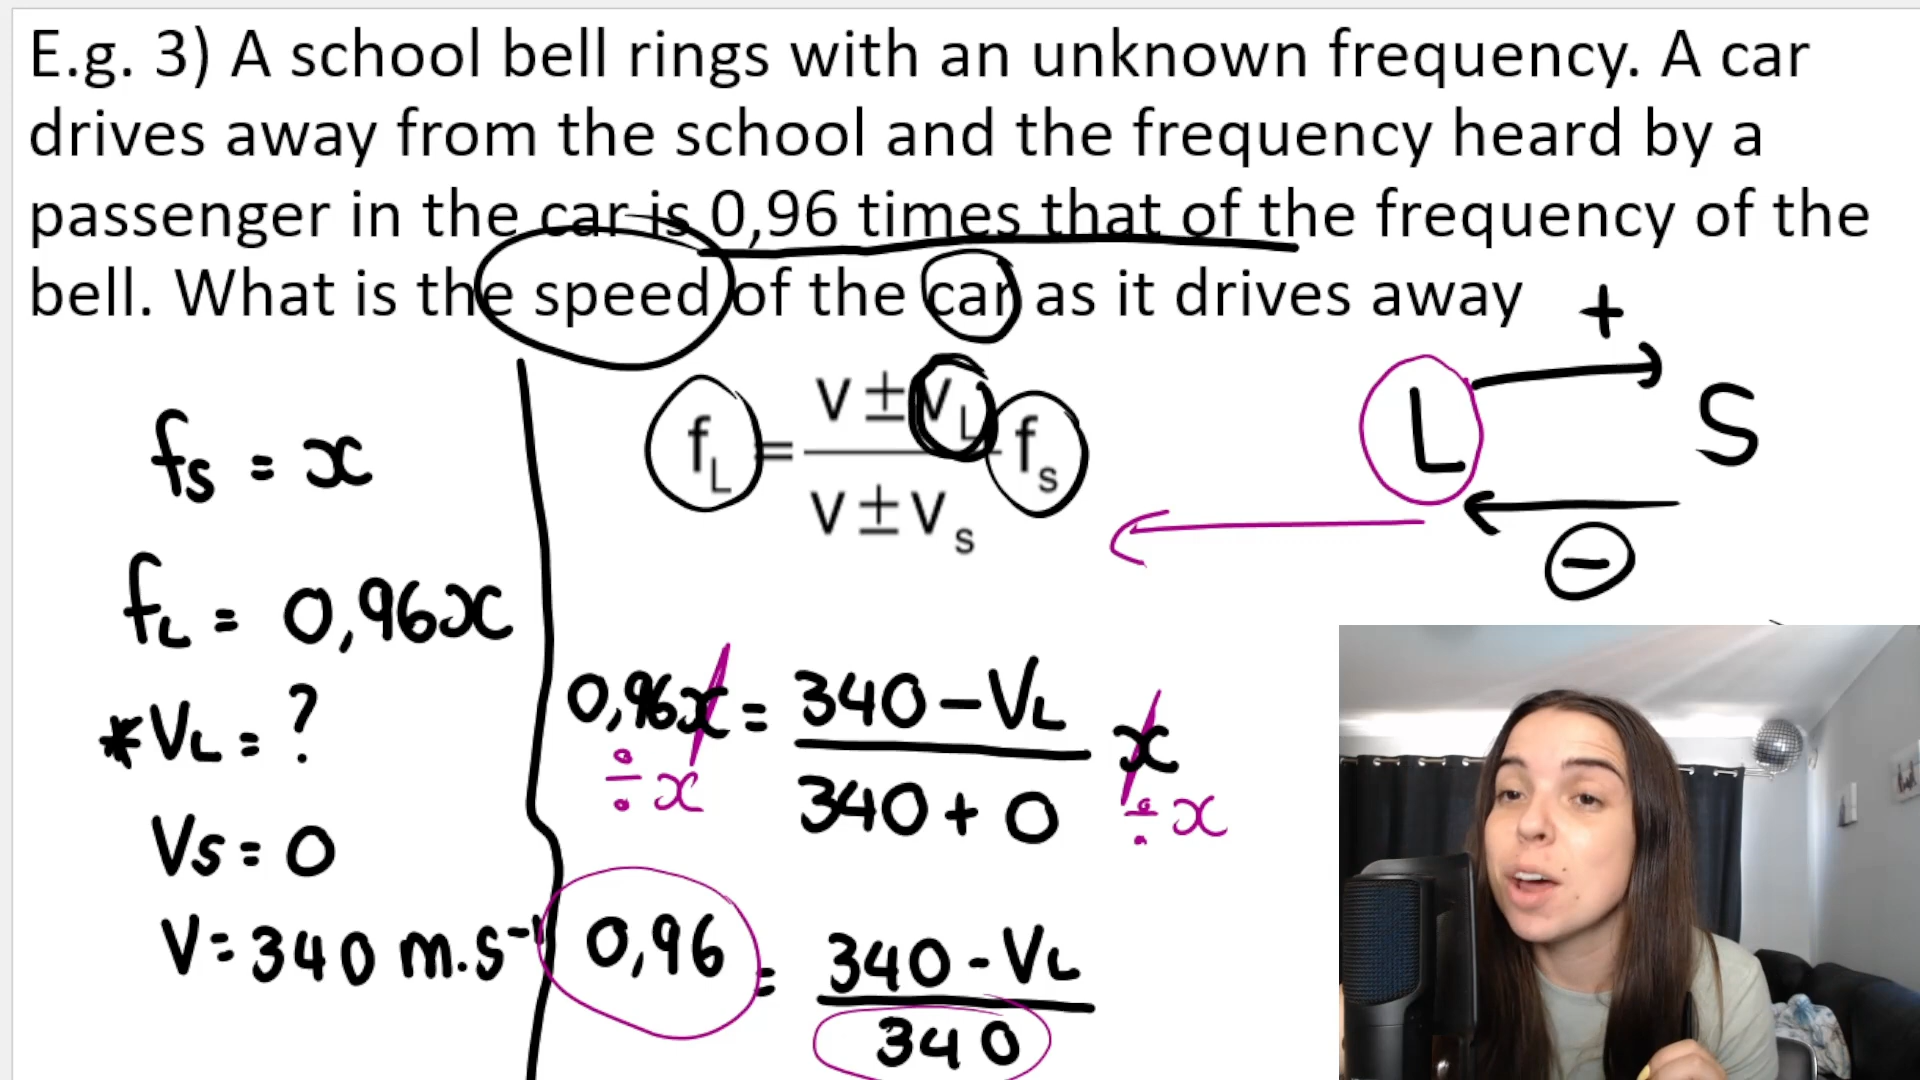 E.g. 3) A school bell rings with an unknown frequency. A car
drives away from the school and the frequency heard by a
passenger in the car is 0,96 times that of the frequency of the
bell. What is the speed of the car as it drives away
fs = x
fL = 0,96x
*VL = ?
Vs = 0
V = 340 m.s⁻¹
fL = v ± vL / v ± vs fs
+
L S
−
0,96x = 340 − VL / 340 + 0 x
÷ x ÷ x
0,96 = 340 - VL / 340